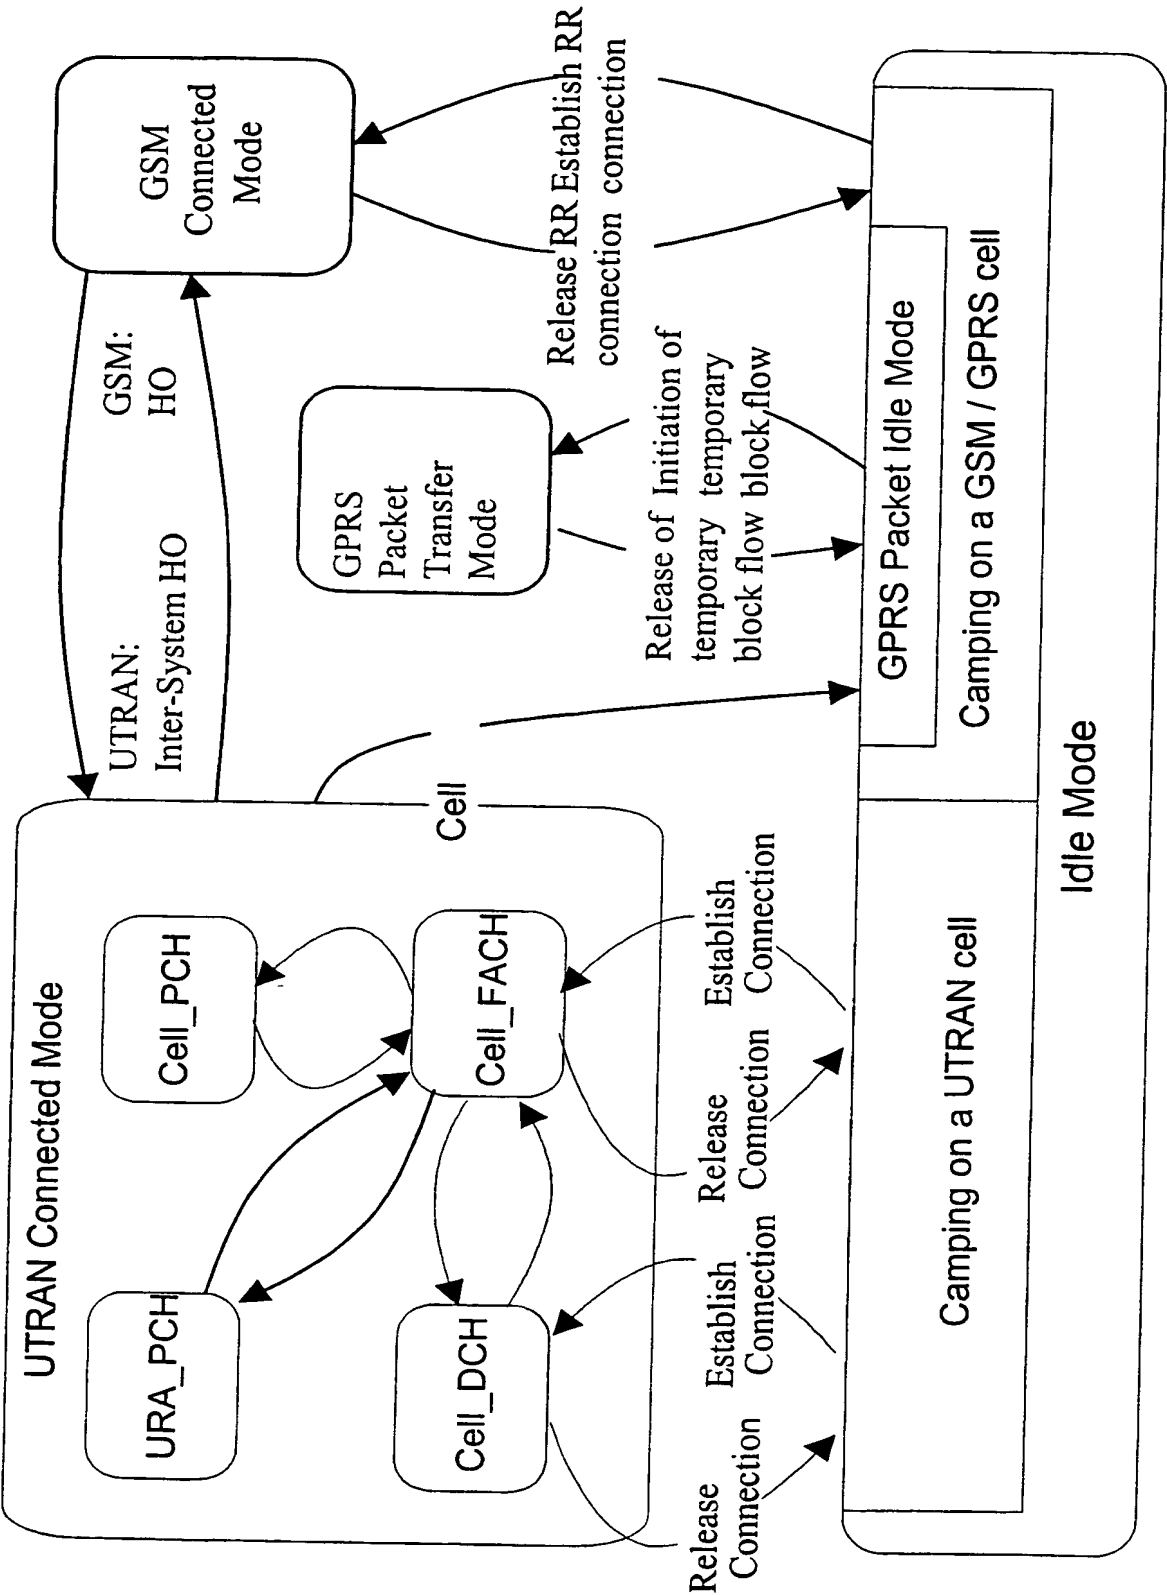 UTRAN Connected Mode
URA_PCH
Cell_PCH
Cell_DCH
Cell_FACH
Cell
UTRAN:
Inter-System HO
GSM:
HO
GSM
Connected
Mode
GPRS
Packet
Transfer
Mode
Release
Connection
Establish
Connection
Release
Connection
Establish
Connection
Release of Initiation of
temporary temporary
block flow block flow
Release RR Establish RR
connection connection
GPRS Packet Idle Mode
Camping on a UTRAN cell
Camping on a GSM / GPRS cell
Idle Mode